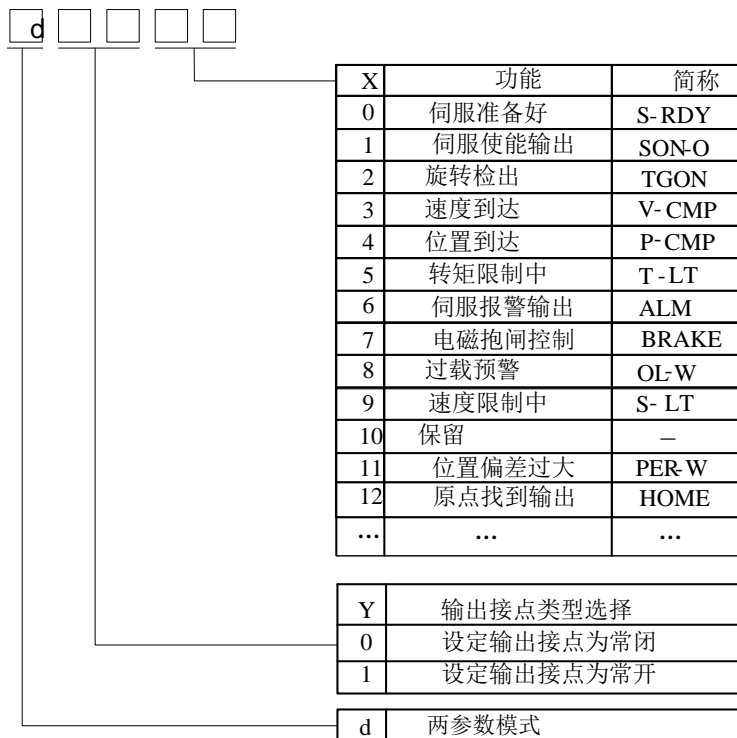 d
X 功能 简称
0 伺服准备好 S-RDY
1 伺服使能输出 SON-O
2 旋转检出 TGON
3 速度到达 V-CMP
4 位置到达 P-CMP
5 转矩限制中 T-LT
6 伺服报警输出 ALM
7 电磁抱闸控制 BRAKE
8 过载预警 OL-W
9 速度限制中 S-LT
10 保留 –
11 位置偏差过大 PER-W
12 原点找到输出 HOME
... ... ...
Y 输出接点类型选择
0 设定输出接点为常闭
1 设定输出接点为常开
d 两参数模式